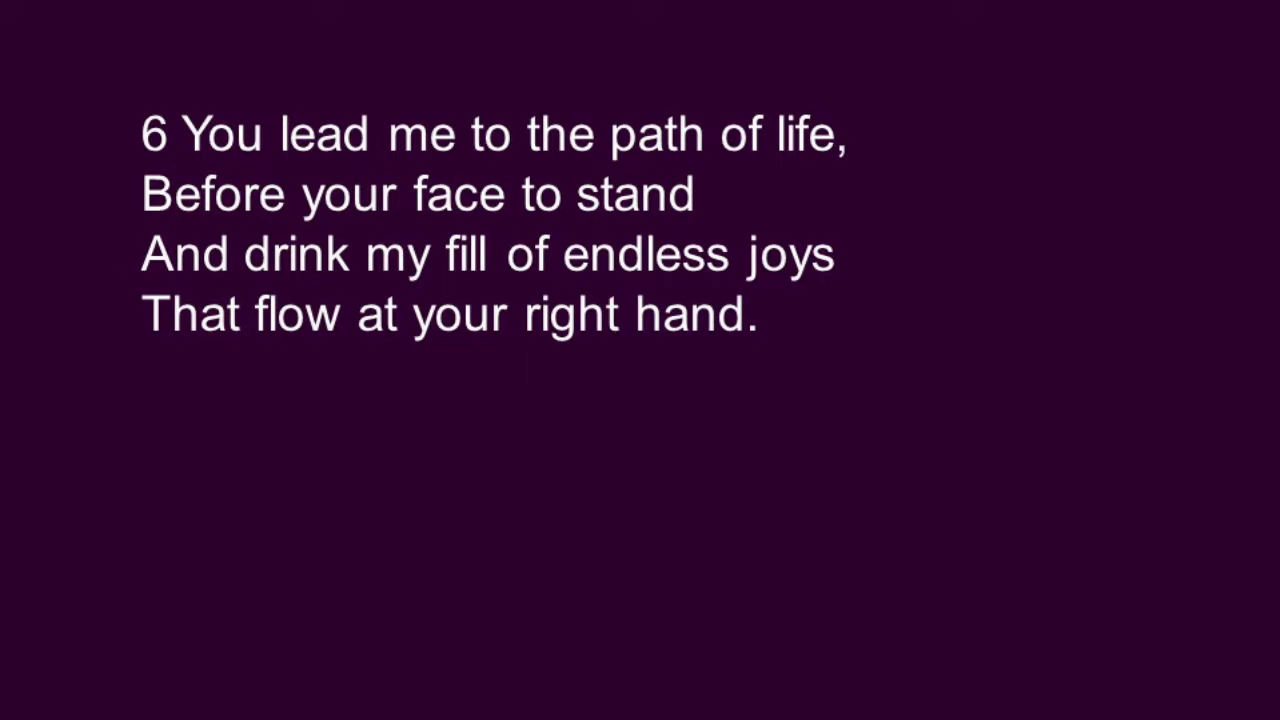 6 You lead me to the path of life,
Before your face to stand
And drink my fill of endless joys
That flow at your right hand.